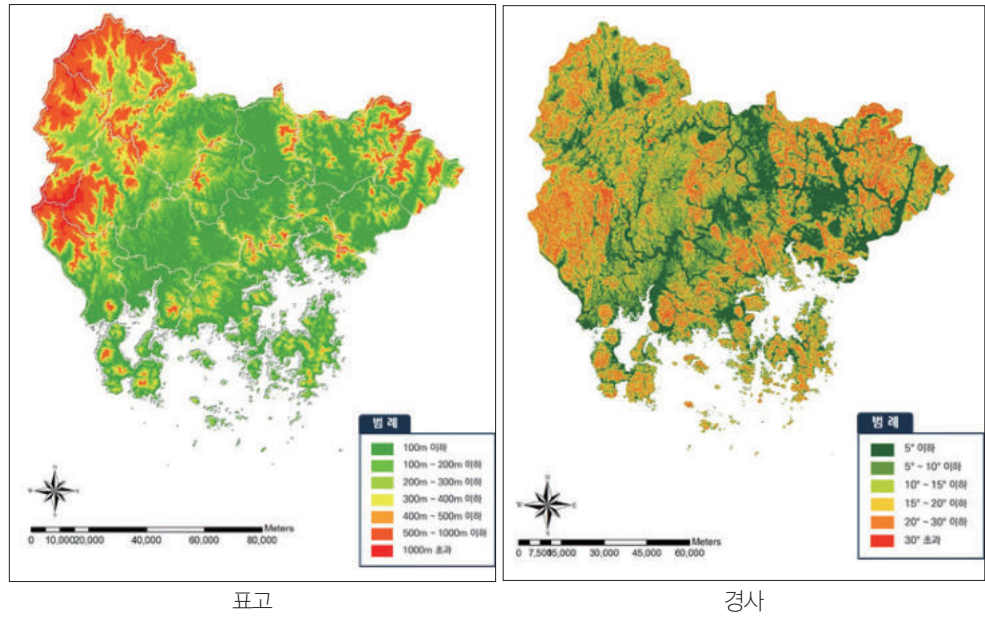 범 례
100m 이하
100m ~ 200m 이하
200m ~ 300m 이하
300m ~ 400m 이하
400m ~ 500m 이하
500m ~ 1000m 이하
1000m 초과
N
W E
S
Meters
0 10,00020,000 40,000 60,000 80,000
표고
범 례
5° 이하
5° ~ 10° 이하
10° ~ 15° 이하
15° ~ 20° 이하
20° ~ 30° 이하
30° 초과
N
W E
S
Meters
0 7,50015,000 30,000 45,000 60,000
경사